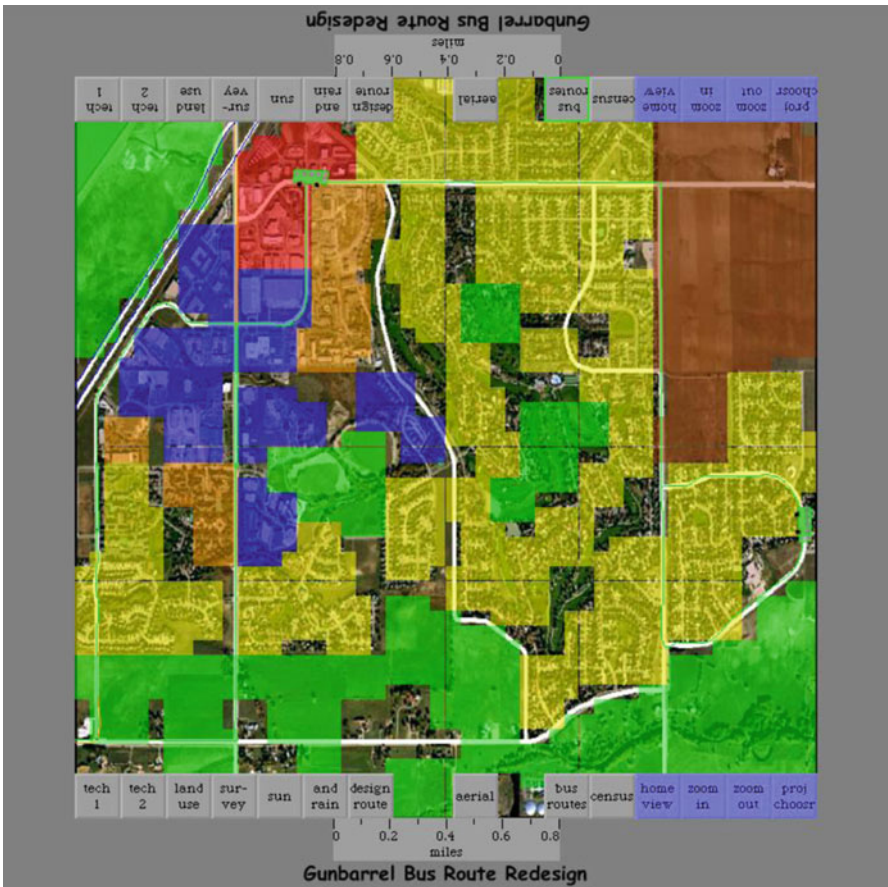 Gunbarrel Bus Route Redesign
miles
0.8 0.6 0.4 0.2 0
1 tech
2 tech
use land
vey sur-
sun
rain and
route design
aerial
routes bus
census
view home
in zoom
out zoom
choosr proj
tech 1
tech 2
land use
sur- vey
sun
and rain
design route
aerial
bus routes
census
home view
zoom in
zoom out
proj choosr
0 0.2 0.4 0.6 0.8
miles
Gunbarrel Bus Route Redesign